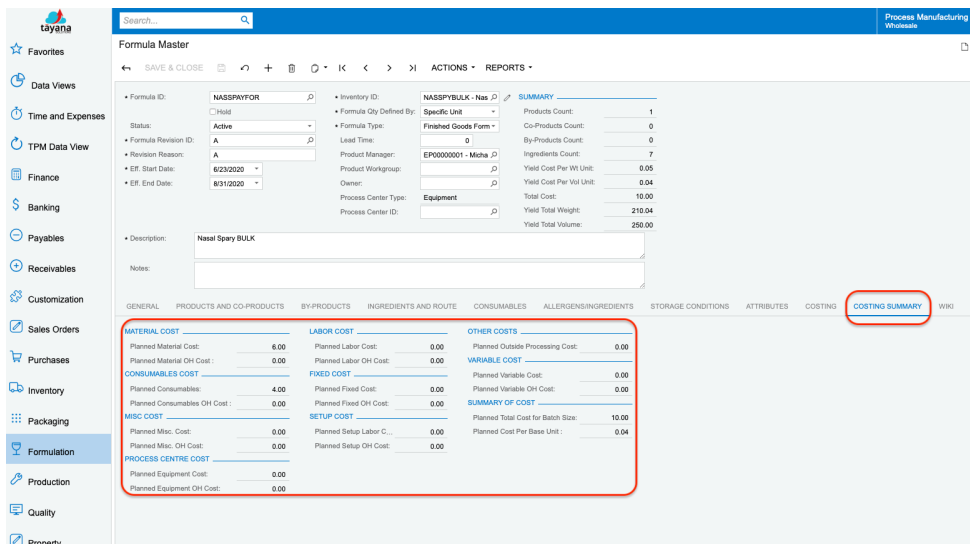 tayana
Search...
Process Manufacturing
Wholesale
Favorites
Data Views
Time and Expenses
TPM Data View
Finance
Banking
Payables
Receivables
Customization
Sales Orders
Purchases
Inventory
Packaging
Formulation
Production
Quality
Property
Formula Master
SAVE & CLOSE ACTIONS REPORTS
Formula ID: NASSPAYFOR
Hold
Status: Active
Formula Revision ID: A
Revision Reason: A
Eff. Start Date: 6/23/2020
Eff. End Date: 8/31/2020
Inventory ID: NASSPYBULK - Nas
Formula Qty Defined By: Specific Unit
Formula Type: Finished Goods Form
Lead Time: 0
Product Manager: EP00000001 - Micha
Product Workgroup:
Owner:
Process Center Type: Equipment
Process Center ID:
SUMMARY
Products Count: 1
Co-Products Count: 0
By-Products Count: 0
Ingredients Count: 7
Yield Cost Per Wt Unit: 0.05
Yield Cost Per Vol Unit: 0.04
Total Cost: 10.00
Yield Total Weight: 210.04
Yield Total Volume: 250.00
Description: Nasal Spary BULK
Notes:
GENERAL PRODUCTS AND CO-PRODUCTS BY-PRODUCTS INGREDIENTS AND ROUTE CONSUMABLES ALLERGENS/INGREDIENTS STORAGE CONDITIONS ATTRIBUTES COSTING COSTING SUMMARY WIKI
MATERIAL COST
Planned Material Cost: 6.00
Planned Material OH Cost : 0.00
CONSUMABLES COST
Planned Consumables: 4.00
Planned Consumables OH Cost : 0.00
MISC COST
Planned Misc. Cost: 0.00
Planned Misc. OH Cost: 0.00
PROCESS CENTRE COST
Planned Equipment Cost: 0.00
Planned Equipment OH Cost: 0.00
LABOR COST
Planned Labor Cost: 0.00
Planned Labor OH Cost: 0.00
FIXED COST
Planned Fixed Cost: 0.00
Planned Fixed OH Cost: 0.00
SETUP COST
Planned Setup Labor C... 0.00
Planned Setup OH Cost: 0.00
OTHER COSTS
Planned Outside Processing Cost: 0.00
VARIABLE COST
Planned Variable Cost: 0.00
Planned Variable OH Cost: 0.00
SUMMARY OF COST
Planned Total Cost for Batch Size: 10.00
Planned Cost Per Base Unit : 0.04